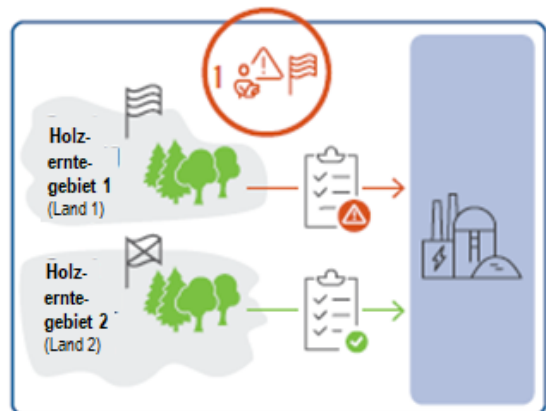 1
Holz-
ernte-
gebiet 1
(Land 1)
Holz-
ernte-
gebiet 2
(Land 2)